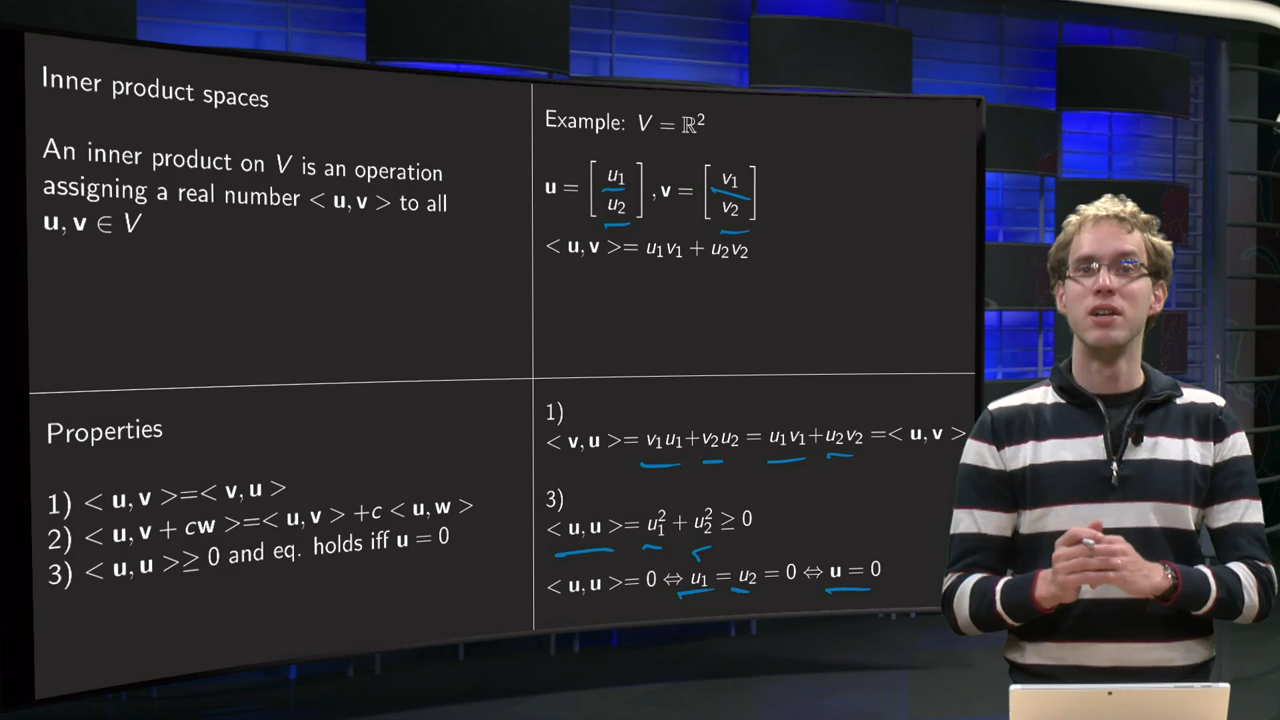 Inner product spaces
An inner product on V is an operation
assigning a real number < u, v > to all
u, v ∈ V
Example: V = ℝ²
u = [ u₁ u₂ ] , v = [ v₁ v₂ ]
< u, v >= u₁v₁ + u₂v₂
Properties
1) < u, v >=< v, u >
2) < u, v + cw >=< u, v > +c < u, w >
3) < u, u >≥ 0 and eq. holds iff u = 0
1)
< v, u >= v₁u₁+v₂u₂ = u₁v₁+u₂v₂ =< u, v >
3)
< u, u >= u₁² + u₂² ≥ 0
< u, u >= 0 ⇔ u₁ = u₂ = 0 ⇔ u = 0